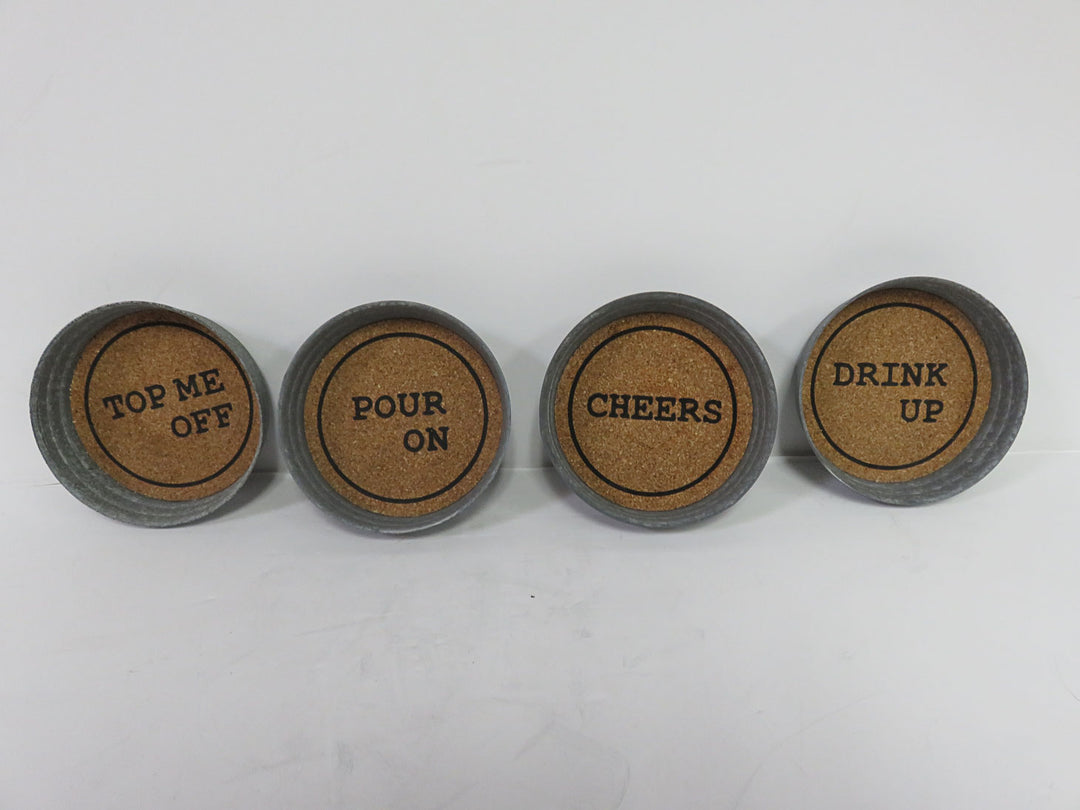 TOP ME
OFF
POUR
ON
CHEERS
DRINK
UP